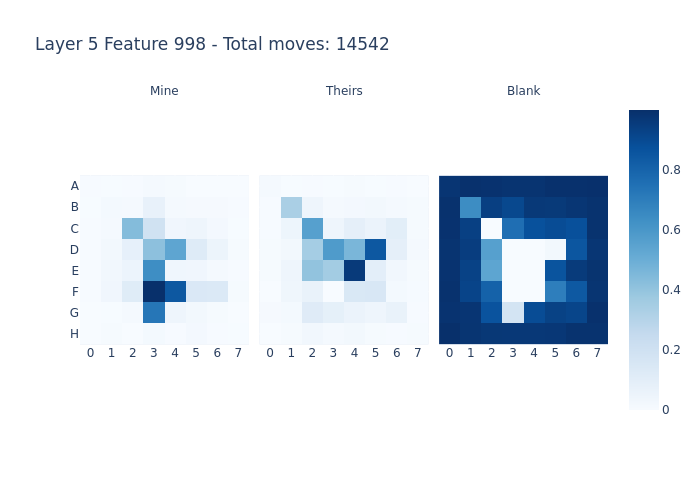 Layer 5 Feature 998 - Total moves: 14542
Mine
Theirs
Blank
A
B
C
D
E
F
G
H
0 1 2 3 4 5 6 7
0 1 2 3 4 5 6 7
0 1 2 3 4 5 6 7
0.8
0.6
0.4
0.2
0